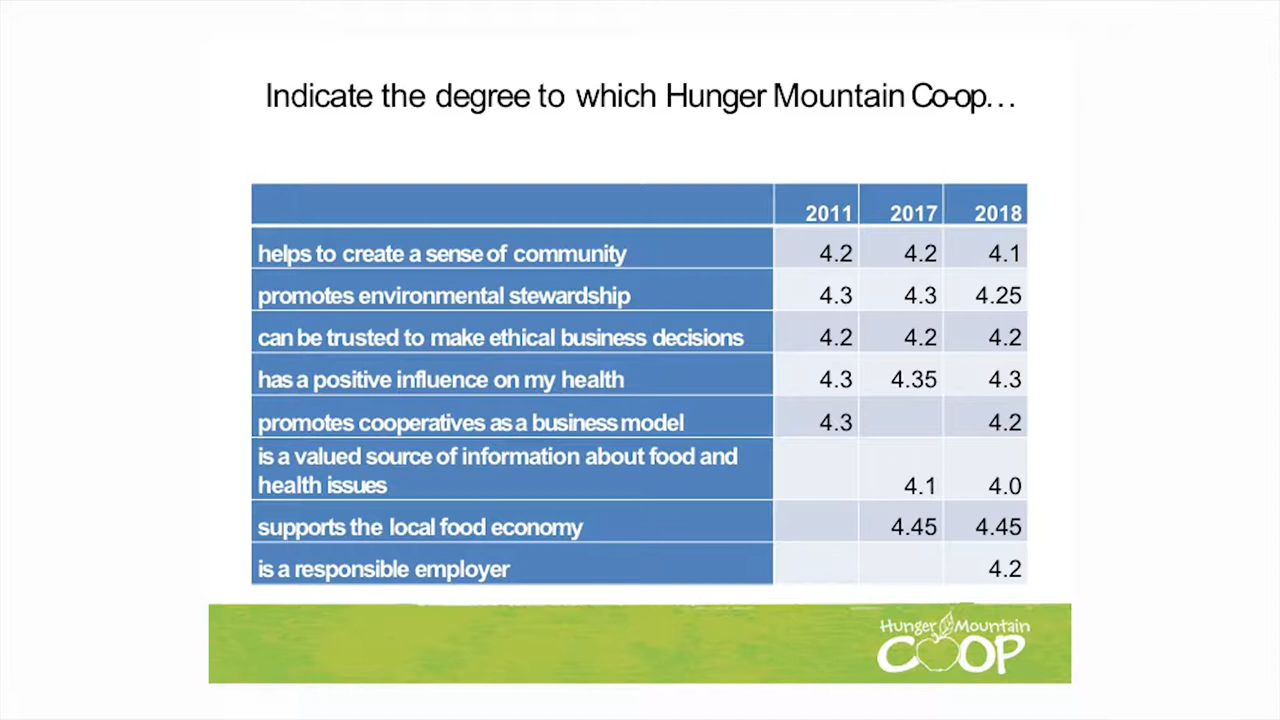 Indicate the degree to which Hunger Mountain Co-op…
2011 2017 2018
helps to create a sense of community 4.2 4.2 4.1
promotes environmental stewardship 4.3 4.3 4.25
can be trusted to make ethical business decisions 4.2 4.2 4.2
has a positive influence on my health 4.3 4.35 4.3
promotes cooperatives as a business model 4.3 4.2
is a valued source of information about food and
health issues 4.1 4.0
supports the local food economy 4.45 4.45
is a responsible employer 4.2
Hunger Mountain
COOP